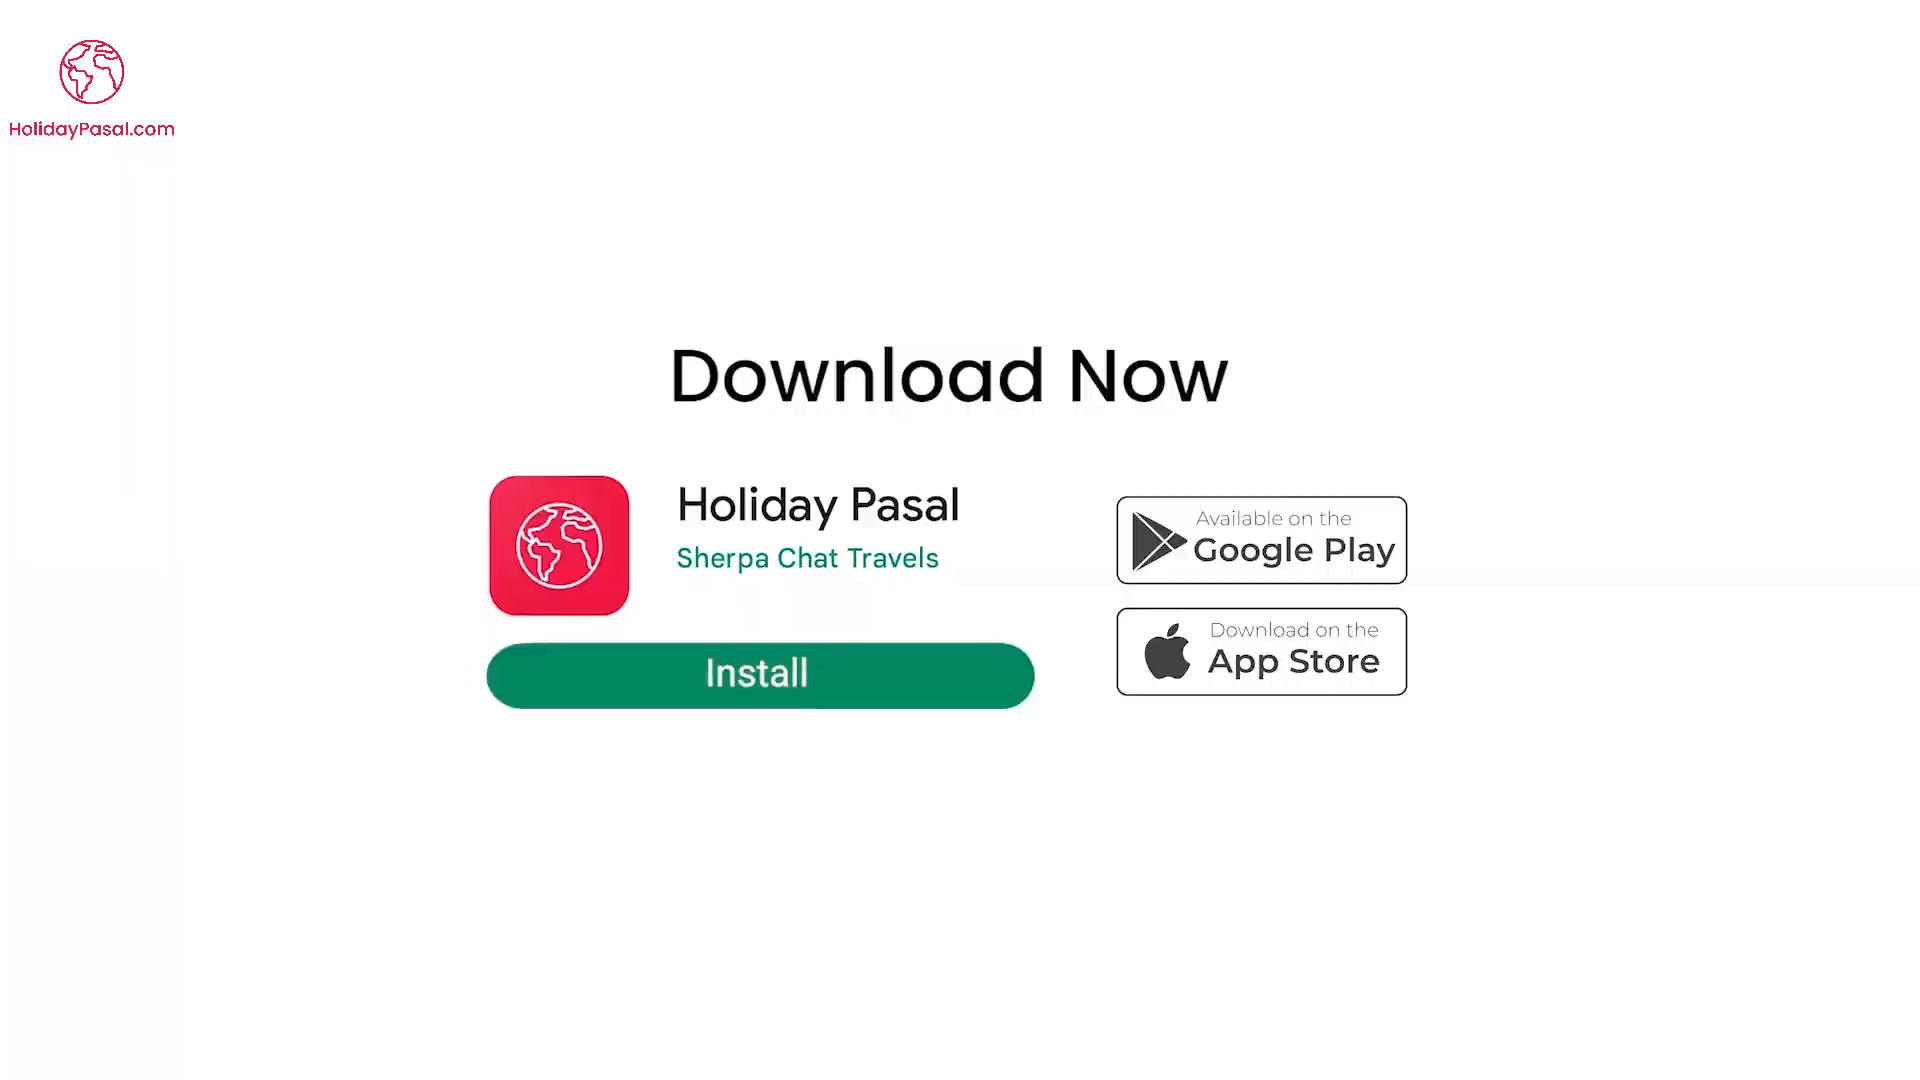 HolidayPasal.com
Download Now
Holiday Pasal
Sherpa Chat Travels
Install
Available on the
Google Play
Download on the
App Store